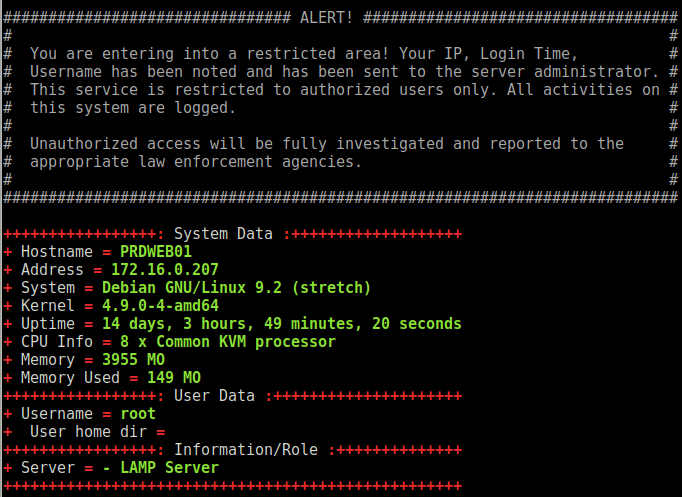 ################################ ALERT! ###################################
# #
# You are entering into a restricted area! Your IP, Login Time, #
# Username has been noted and has been sent to the server administrator. #
# This service is restricted to authorized users only. All activities on #
# this system are logged. #
# #
# Unauthorized access will be fully investigated and reported to the #
# appropriate law enforcement agencies. #
# #
###########################################################################
+++++++++++++++++: System Data :+++++++++++++++++++
+ Hostname = PRDWEB01
+ Address = 172.16.0.207
+ System = Debian GNU/Linux 9.2 (stretch)
+ Kernel = 4.9.0-4-amd64
+ Uptime = 14 days, 3 hours, 49 minutes, 20 seconds
+ CPU Info = 8 x Common KVM processor
+ Memory = 3955 MO
+ Memory Used = 149 MO
+++++++++++++++++: User Data :+++++++++++++++++++++
+ Username = root
+ User home dir =
+++++++++++++++++: Information/Role :++++++++++++++
+ Server = - LAMP Server
+++++++++++++++++++++++++++++++++++++++++++++++++++